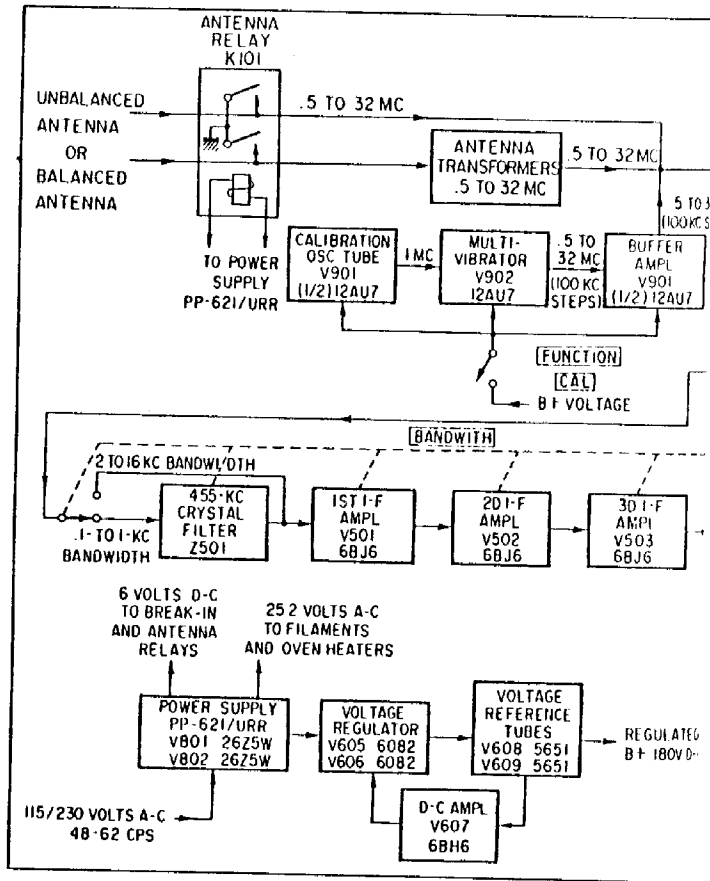 ANTENNA
RELAY
K101
UNBALANCED
ANTENNA
OR
BALANCED
ANTENNA
.5 TO 32 MC
ANTENNA
TRANSFORMERS
.5 TO 32 MC
.5 TO 32 MC
TO POWER
SUPPLY
PP-621/URR
CALIBRATION
OSC TUBE
V901
(1/2) 12AU7
1 MC
MULTI-
VIBRATOR
V902
12AU7
.5 TO
32 MC
(100 KC
STEPS)
5 TO 3
(100KC S
BUFFER
AMPL
V901
(1/2) 12AU7
FUNCTION
CAL
B+ VOLTAGE
BANDWITH
2 TO 16 KC BANDWIDTH
455-KC
CRYSTAL
FILTER
Z501
.1- TO 1-KC
BANDWIDTH
1ST I-F
AMPL
V501
6BJ6
2D I-F
AMPL
V502
6BJ6
3D I-F
AMPL
V503
6BJ6
6 VOLTS D-C
TO BREAK-IN
AND ANTENNA
RELAYS
25 2 VOLTS A-C
TO FILAMENTS
AND OVEN HEATERS
POWER SUPPLY
PP-621/URR
V801 26Z5W
V802 26Z5W
VOLTAGE
REGULATOR
V605 6082
V606 6082
VOLTAGE
REFERENCE
TUBES
V608 5651
V609 5651
REGULATED
B+ 180V D-
115/230 VOLTS A-C
48-62 CPS
D-C AMPL
V607
6BH6